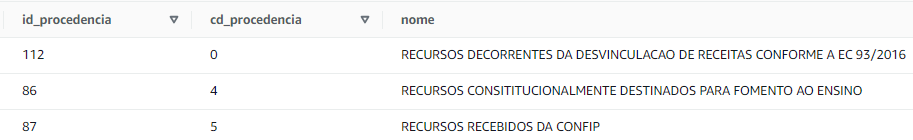 id_procedencia cd_procedencia nome
112 0 RECURSOS DECORRENTES DA DESVINCULACAO DE RECEITAS CONFORME A EC 93/2016
86 4 RECURSOS CONSITITUCIONALMENTE DESTINADOS PARA FOMENTO AO ENSINO
87 5 RECURSOS RECEBIDOS DA CONFIP